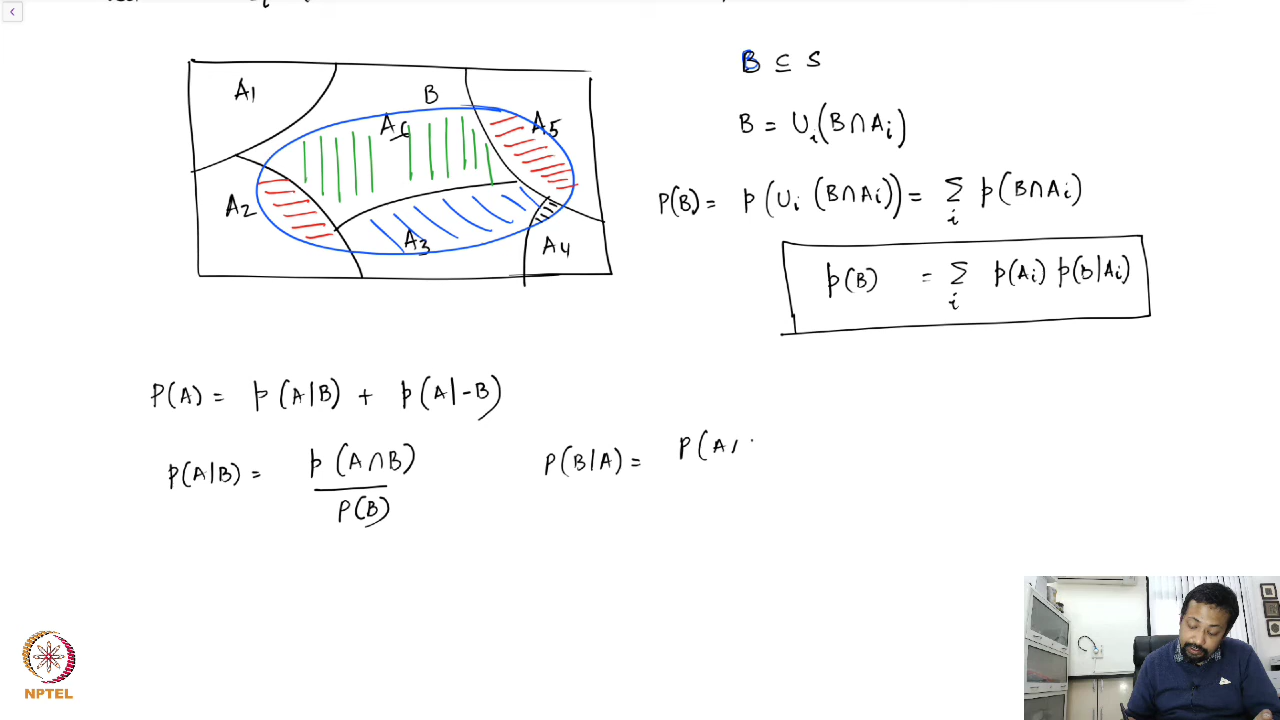 A1
B
A6
A5
A2
A3
A4
B ⊆ S
B = ∪i(B∩Ai)
P(B) = p(∪i (B∩Ai)) = Σi p(B∩Ai)
p(B) = Σi p(Ai) p(B|Ai)
P(A) = p(A|B) + p(A|-B)
p(A|B) = p(A∩B) / P(B)
P(B|A) = P(A
NPTEL